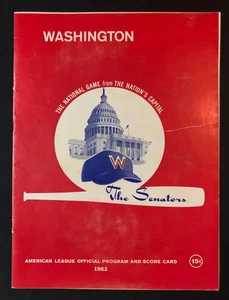 WASHINGTON
THE NATIONAL GAME from THE NATION'S CAPITAL
W
The Senators
AMERICAN LEAGUE OFFICIAL PROGRAM AND SCORE CARD
15¢
1962